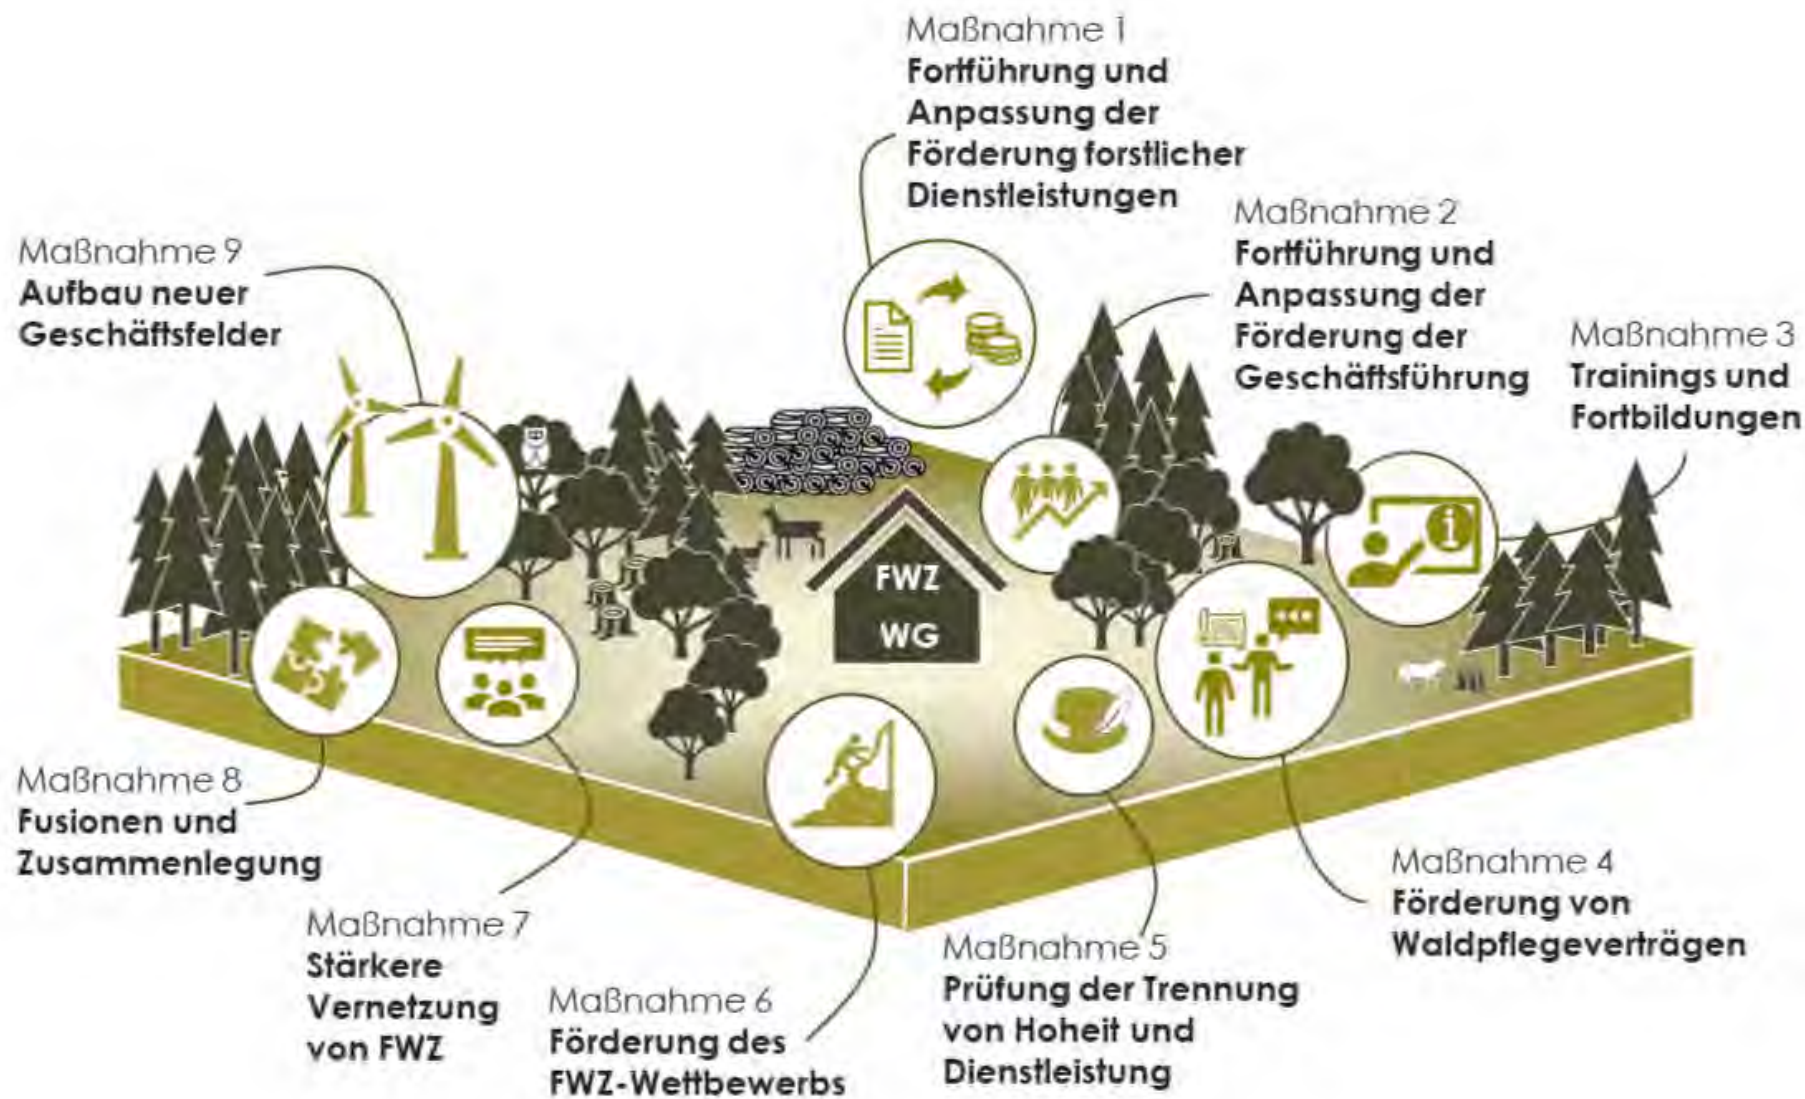 Maßnahme 1
Fortführung und
Anpassung der
Förderung forstlicher
Dienstleistungen
Maßnahme 2
Fortführung und
Anpassung der
Förderung der
Geschäftsführung
Maßnahme 3
Trainings und
Fortbildungen
Maßnahme 9
Aufbau neuer
Geschäftsfelder
i
FWZ
WG
Maßnahme 8
Fusionen und
Zusammenlegung
Maßnahme 7
Stärkere
Vernetzung
von FWZ
Maßnahme 6
Förderung des
FWZ-Wettbewerbs
Maßnahme 5
Prüfung der Trennung
von Hoheit und
Dienstleistung
Maßnahme 4
Förderung von
Waldpflegeverträgen